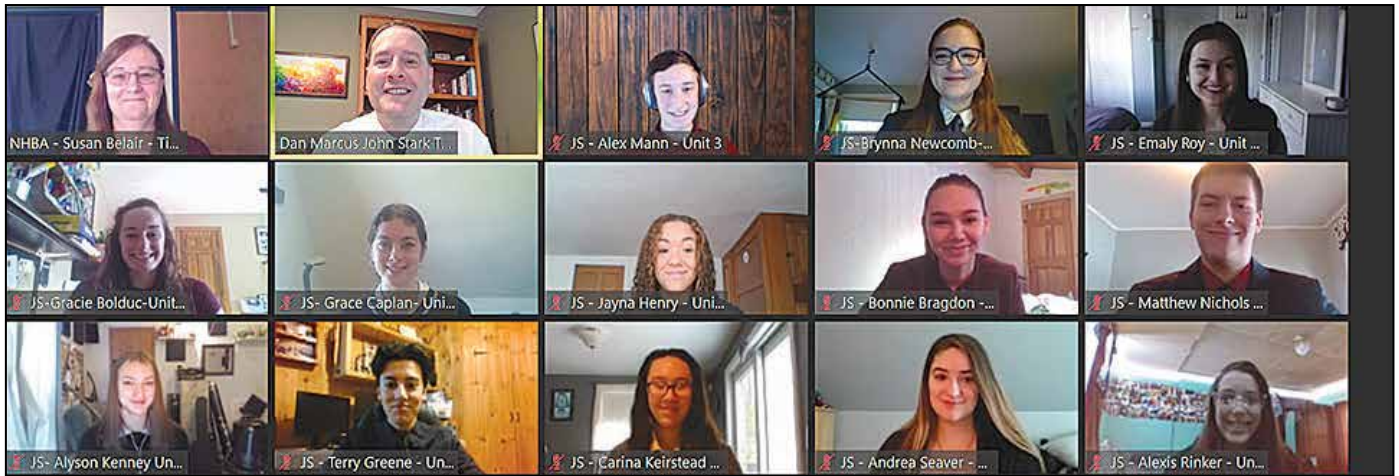 NHBA - Susan Belair - Ti...
Dan Marcus John Stark T...
JS - Alex Mann - Unit 3
JS-Brynna Newcomb-...
JS - Emaly Roy - Unit ...
JS-Gracie Bolduc-Unit...
JS- Grace Caplan- Uni...
JS - Jayna Henry - Uni...
JS - Bonnie Bragdon -...
JS - Matthew Nichols ...
JS- Alyson Kenney Un...
JS - Terry Greene - Un...
JS - Carina Keirstead ...
JS - Andrea Seaver - ...
JS - Alexis Rinker - Un...